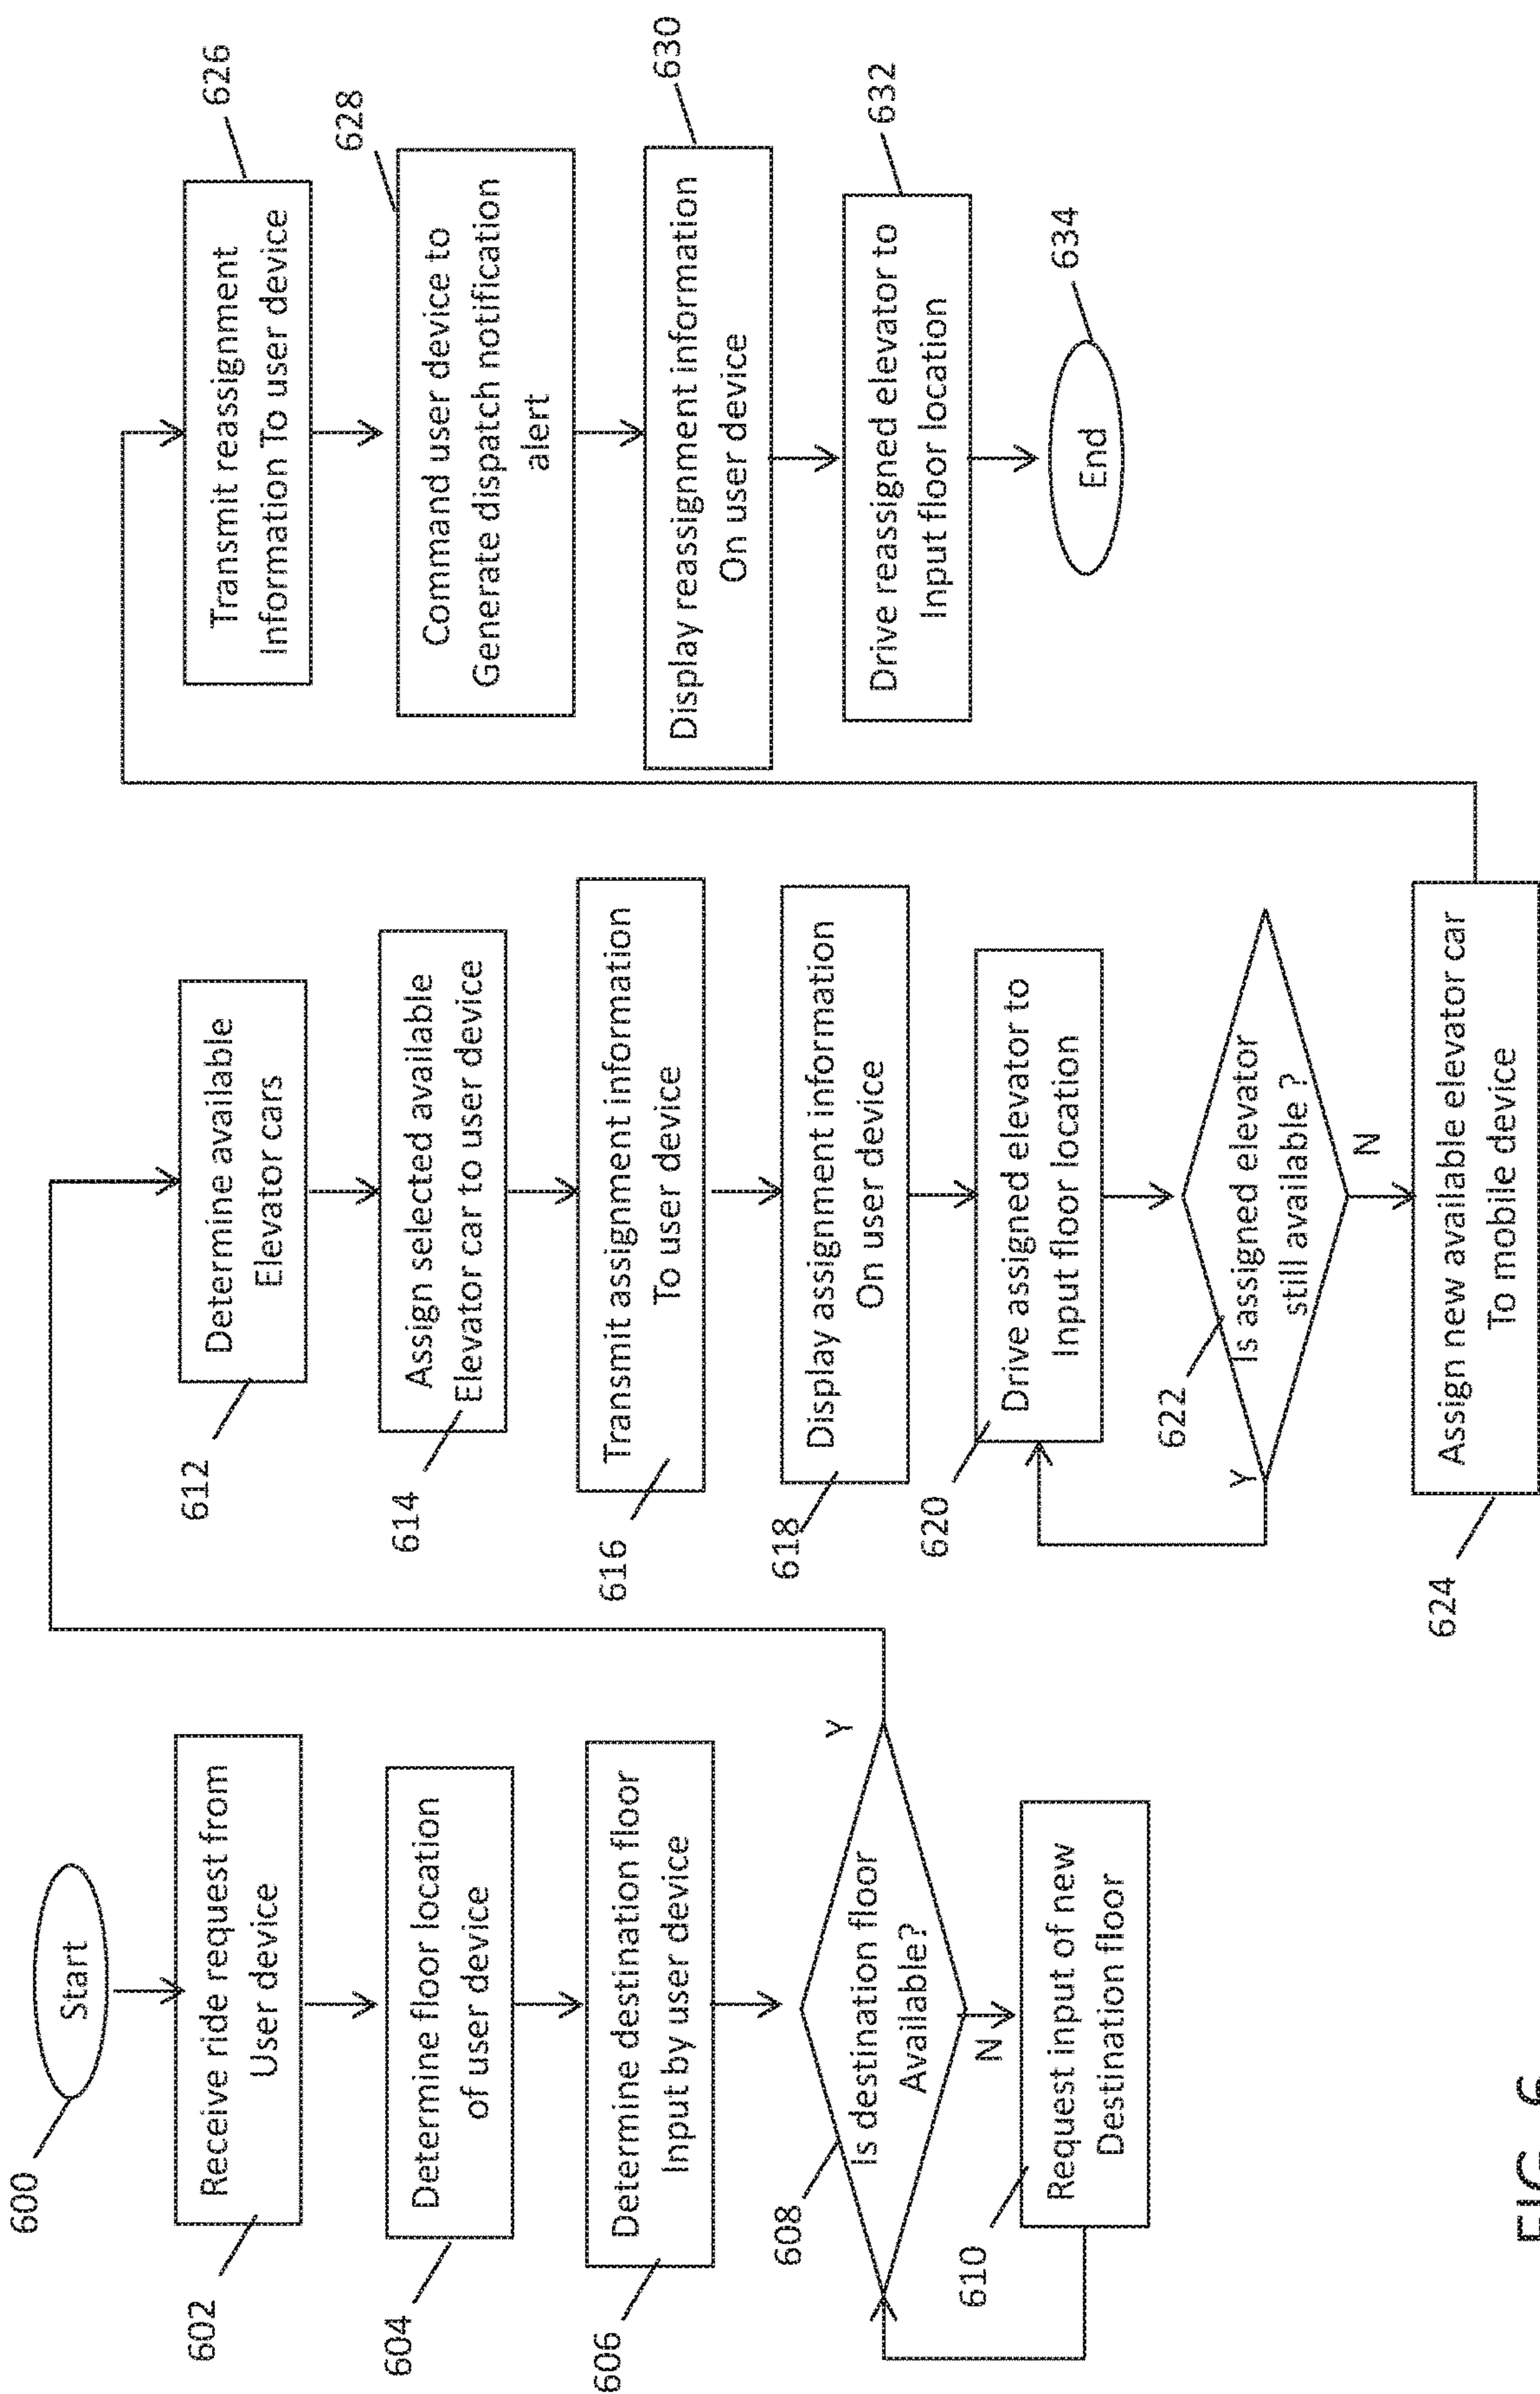 600
Start
602
Receive ride request from
User device
604
Determine floor location
of user device
606
Determine destination floor
Input by user device
608
Is destination floor
Available?
Y
N
610
Request input of new
Destination floor
612
Determine available
Elevator cars
614
Assign selected available
Elevator car to user device
616
Transmit assignment information
To user device
618
Display assignment information
On user device
620
Drive assigned elevator to
Input floor location
622
Is assigned elevator
still available ?
Y
N
624
Assign new available elevator car
To mobile device
626
Transmit reassignment
Information To user device
628
Command user device to
Generate dispatch notification
alert
630
Display reassignment information
On user device
632
Drive reassigned elevator to
Input floor location
634
End
FIG. 6